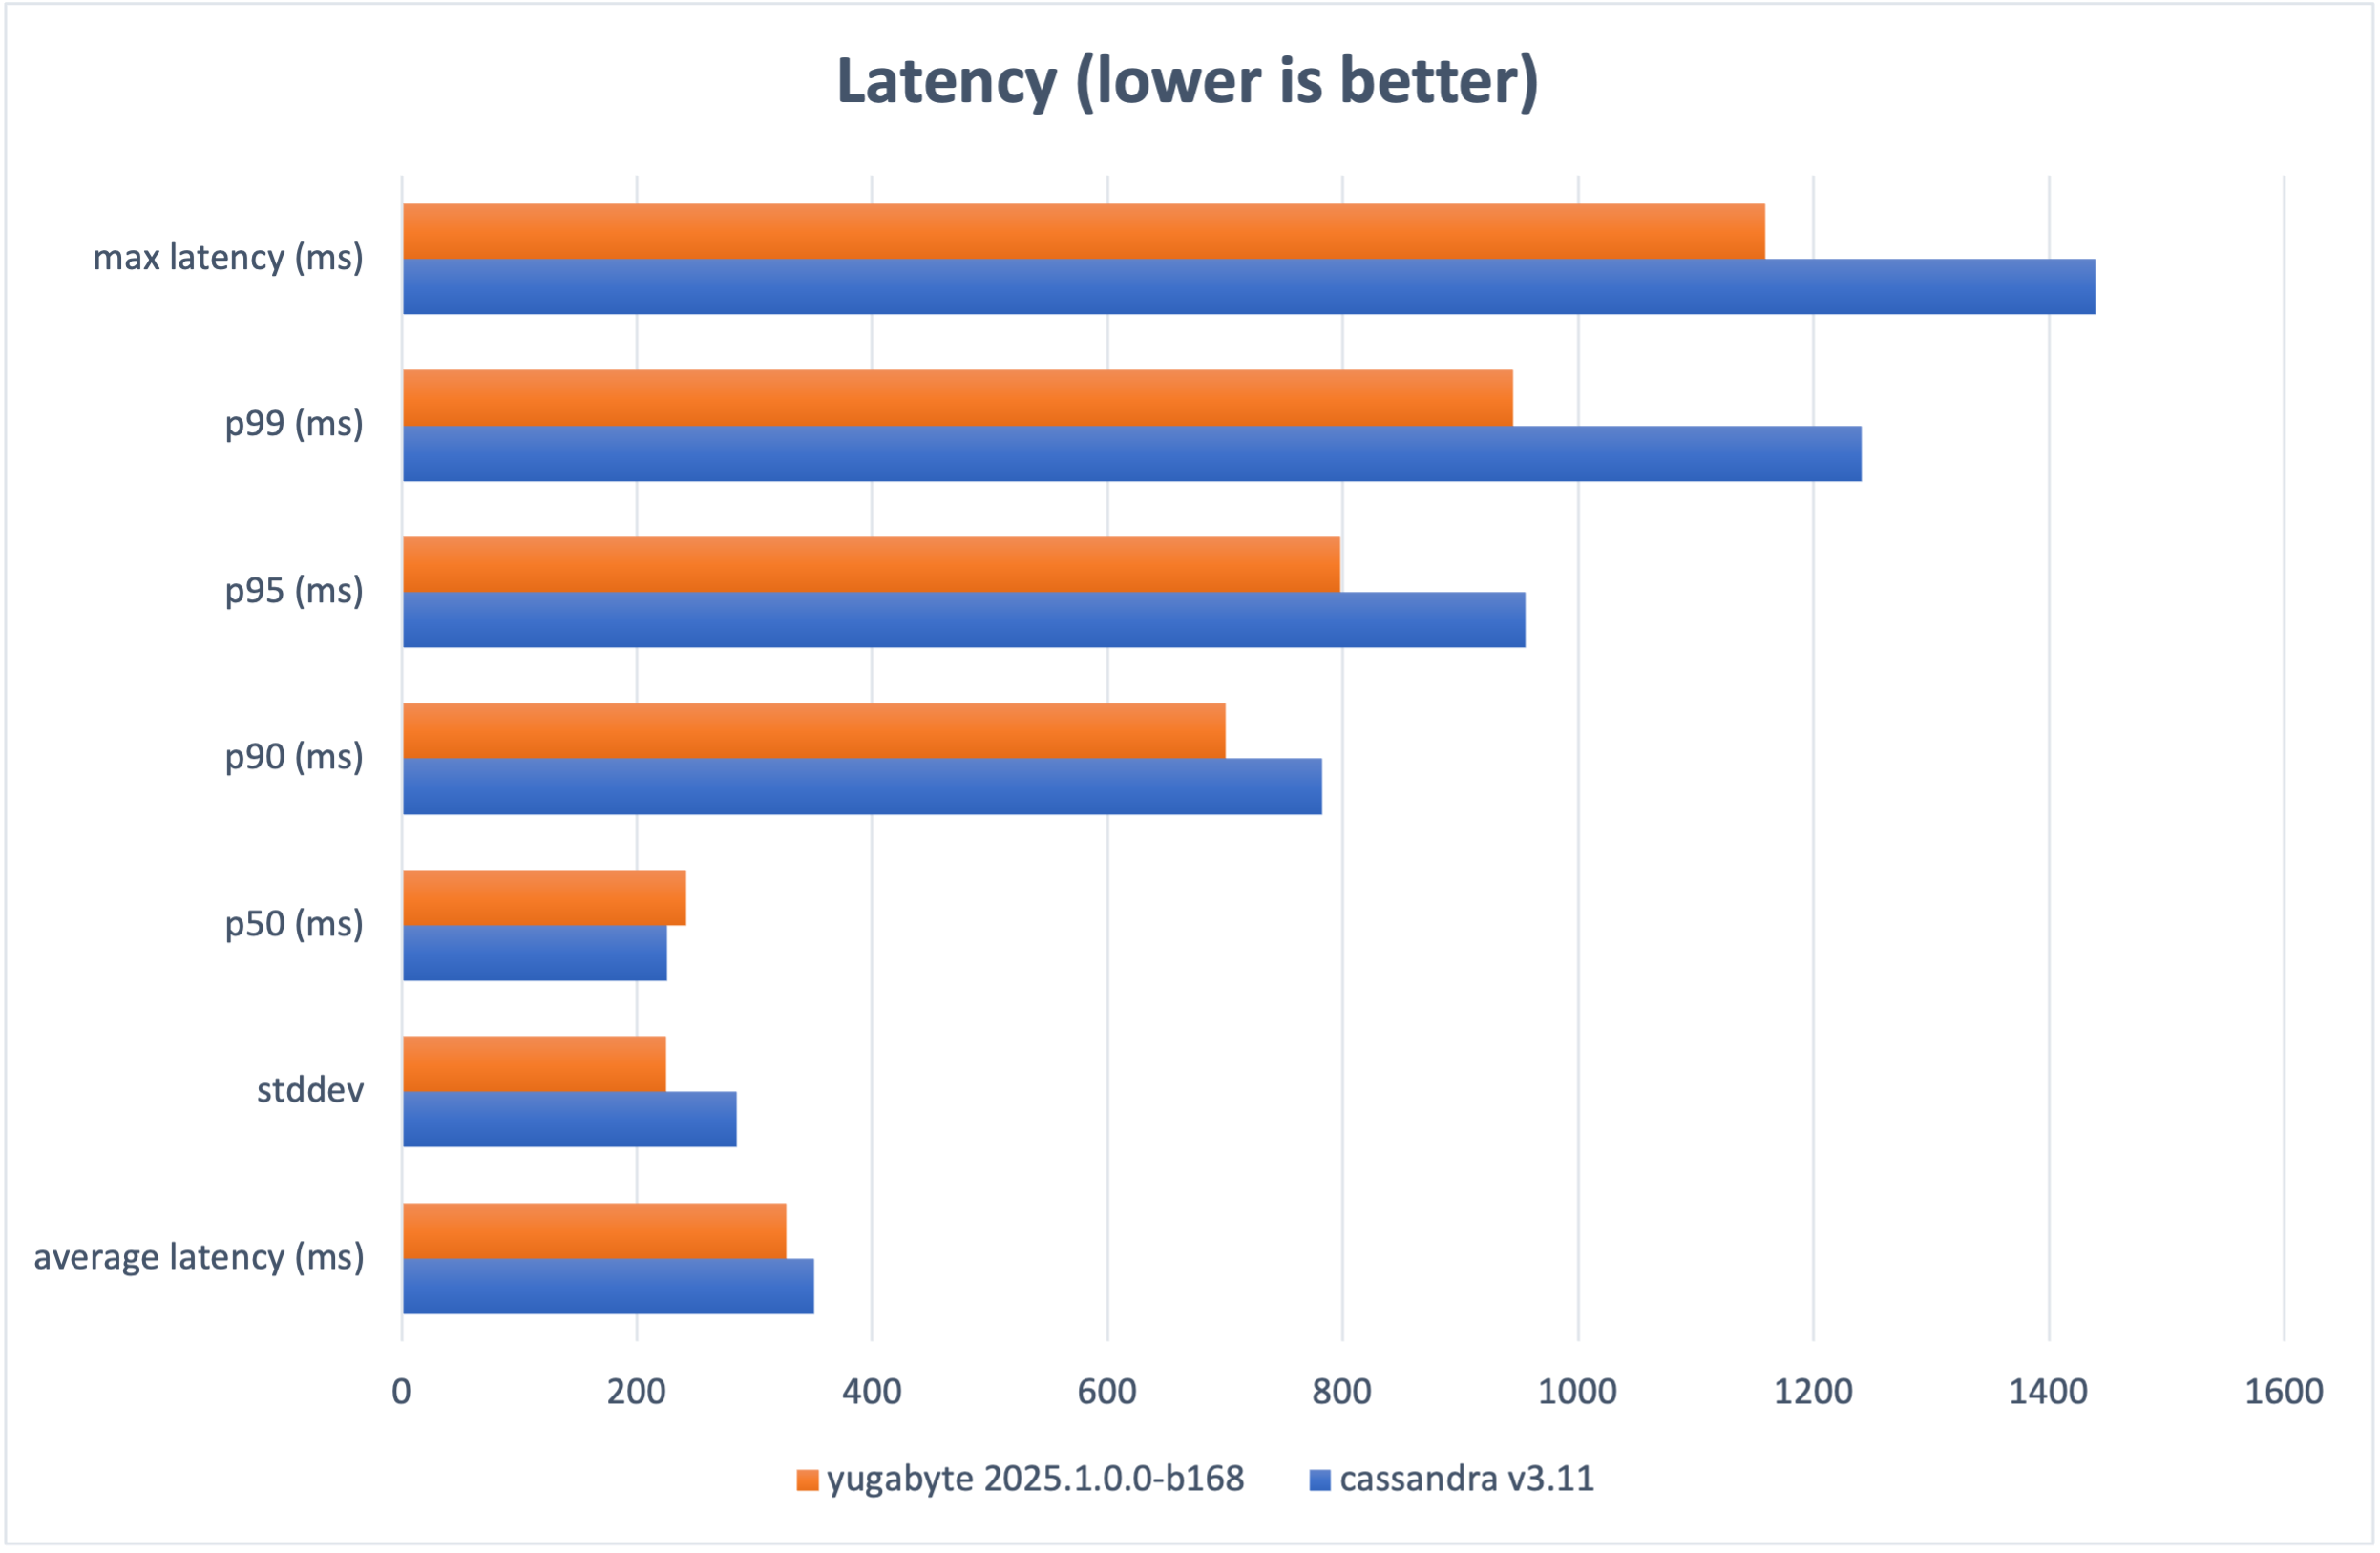 Latency (lower is better)
max latency (ms)
p99 (ms)
p95 (ms)
p90 (ms)
p50 (ms)
stddev
average latency (ms)
0 200 400 600 800 1000 1200 1400 1600
yugabyte 2025.1.0.0-b168 cassandra v3.11